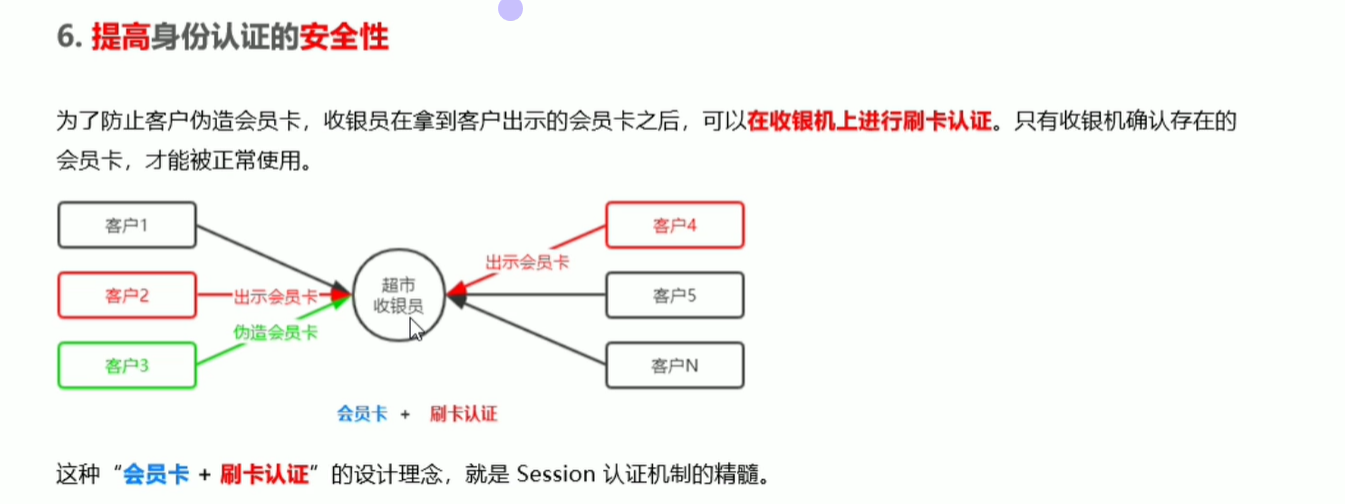 6. 提高身份认证的安全性
为了防止客户伪造会员卡，收银员在拿到客户出示的会员卡之后，可以在收银机上进行刷卡认证。只有收银机确认存在的
会员卡，才能被正常使用。
客户1
客户4
出示会员卡
超市
收银员
客户2
出示会员卡
客户5
伪造会员卡
客户3
客户N
会员卡 + 刷卡认证
这种“会员卡 + 刷卡认证”的设计理念，就是 Session 认证机制的精髓。